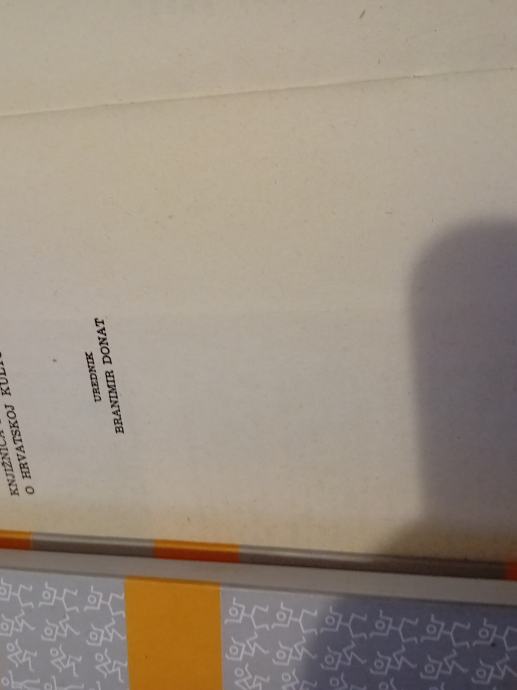 KNJIŽNICA
O HRVATSKOJ
UREDNIK
BRANIMIR DONAT